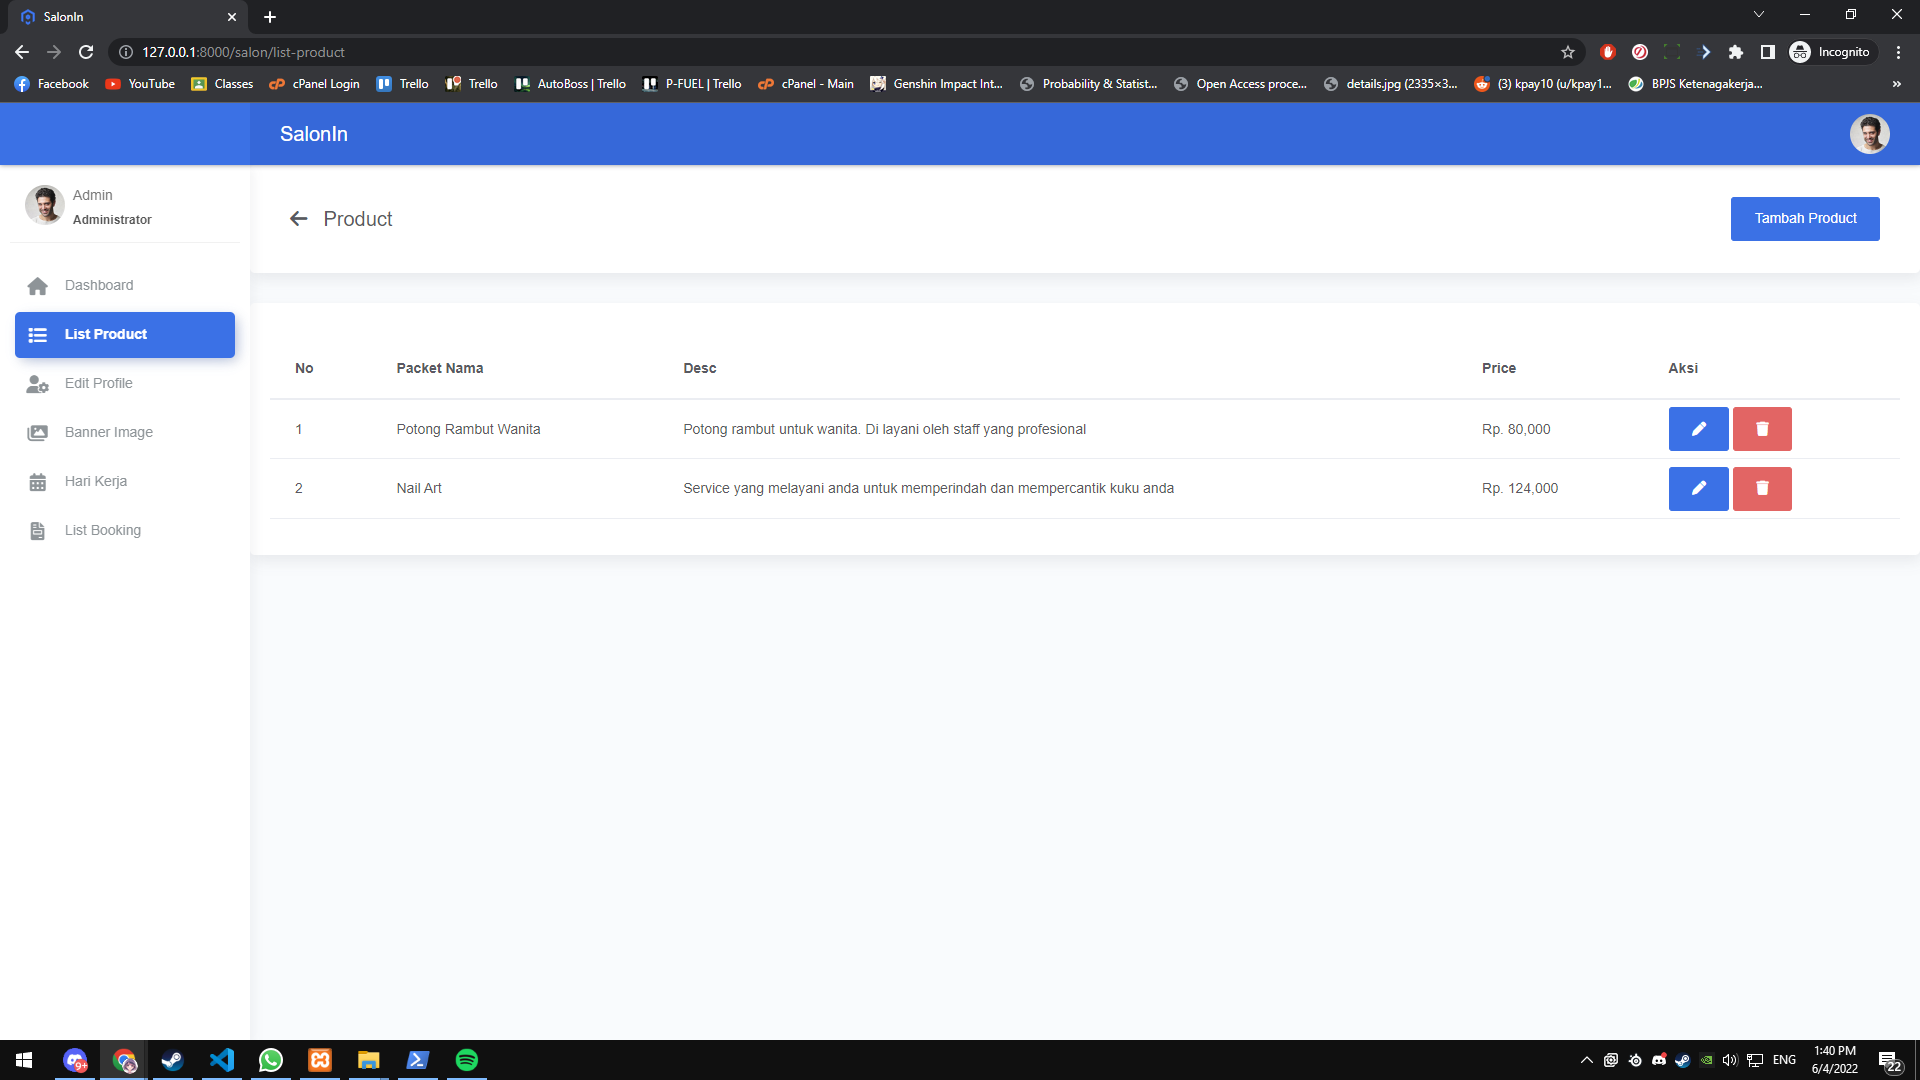 SalonIn
127.0.0.1:8000/salon/list-product
Incognito
Facebook
YouTube
Classes
cPanel Login
Trello
Trello
AutoBoss | Trello
P-FUEL | Trello
cPanel - Main
Genshin Impact Int...
Probability & Statist...
Open Access proce...
details.jpg (2335×3...
(3) kpay10 (u/kpay1...
BPJS Ketenagakerja...
SalonIn
Admin
Administrator
Dashboard
List Product
Edit Profile
Banner Image
Hari Kerja
List Booking
Product
Tambah Product
No Packet Nama Desc Price Aksi
1 Potong Rambut Wanita Potong rambut untuk wanita. Di layani oleh staff yang profesional Rp. 80,000
2 Nail Art Service yang melayani anda untuk memperindah dan mempercantik kuku anda Rp. 124,000
9+
ENG
1:40 PM
6/4/2022
22